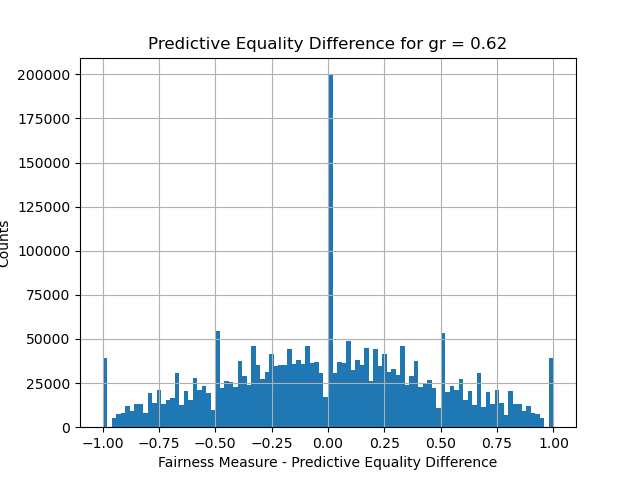 Predictive Equality Difference for gr = 0.62
200000
175000
150000
125000
100000
75000
50000
25000
0
Counts
−1.00 −0.75 −0.50 −0.25 0.00 0.25 0.50 0.75 1.00
Fairness Measure - Predictive Equality Difference